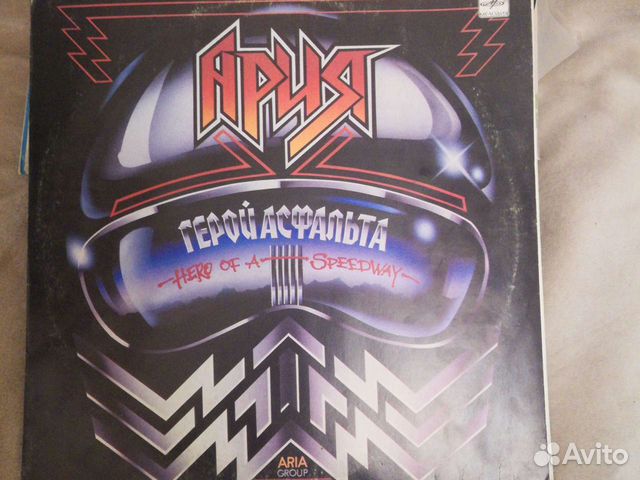 АРИЯ
ГЕРОЙ АСФАЛЬТА
HERO OF A SPEEDWAY
ARIA
GROUP
Avito